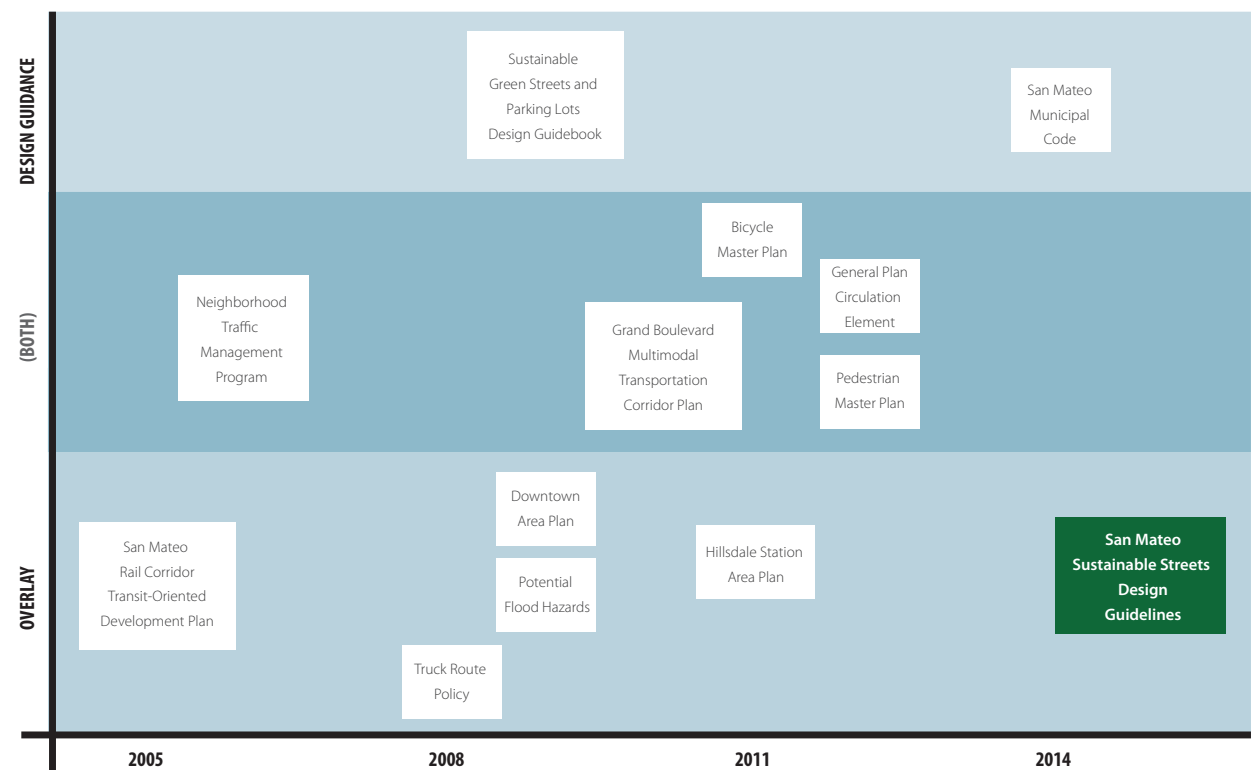 DESIGN GUIDANCE
Sustainable
Green Streets and
Parking Lots
Design Guidebook
San Mateo
Municipal
Code
(BOTH)
Bicycle
Master Plan
General Plan
Circulation
Element
Neighborhood
Traffic
Management
Program
Grand Boulevard
Multimodal
Transportation
Corridor Plan
Pedestrian
Master Plan
OVERLAY
Downtown
Area Plan
San Mateo
Rail Corridor
Transit-Oriented
Development Plan
Potential
Flood Hazards
Hillsdale Station
Area Plan
San Mateo
Sustainable Streets
Design
Guidelines
Truck Route
Policy
2005
2008
2011
2014